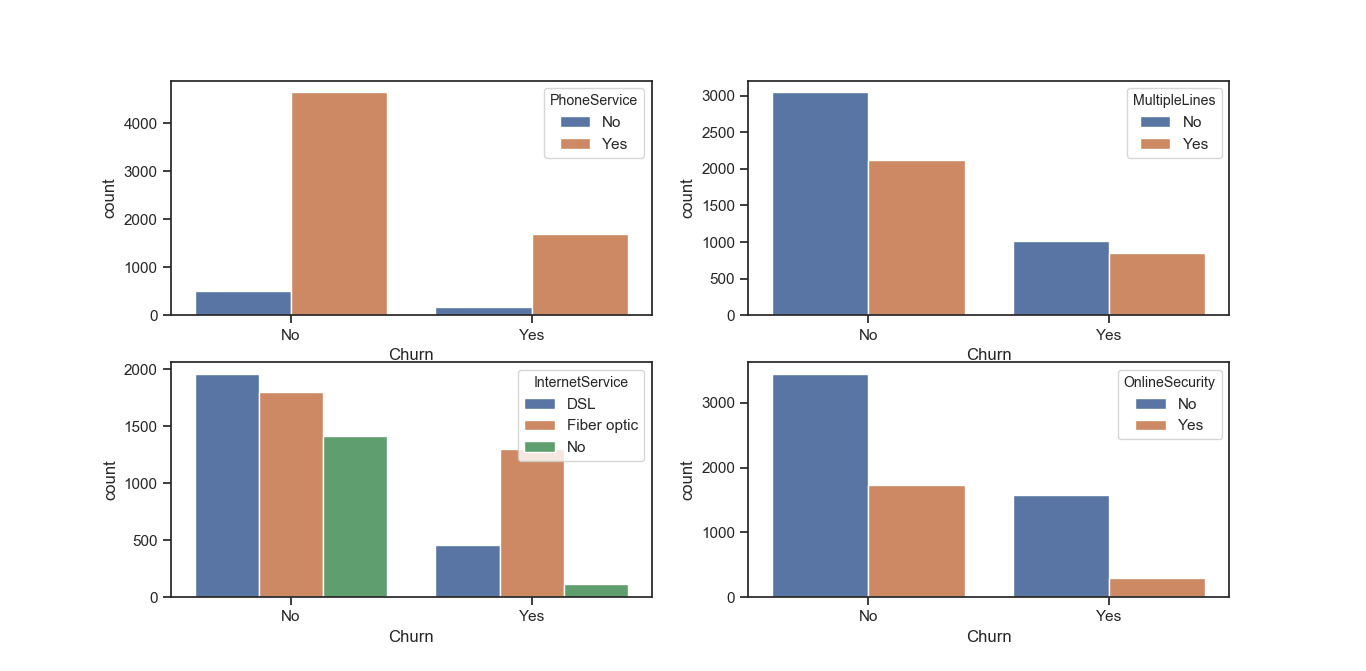 PhoneService
No
Yes
4000
3000
2000
1000
0
count
No Yes
Churn
MultipleLines
No
Yes
3000
2500
2000
1500
1000
500
0
count
No Yes
Churn
InternetService
DSL
Fiber optic
No
2000
1500
1000
500
0
count
No Yes
Churn
OnlineSecurity
No
Yes
3000
2000
1000
0
count
No Yes
Churn